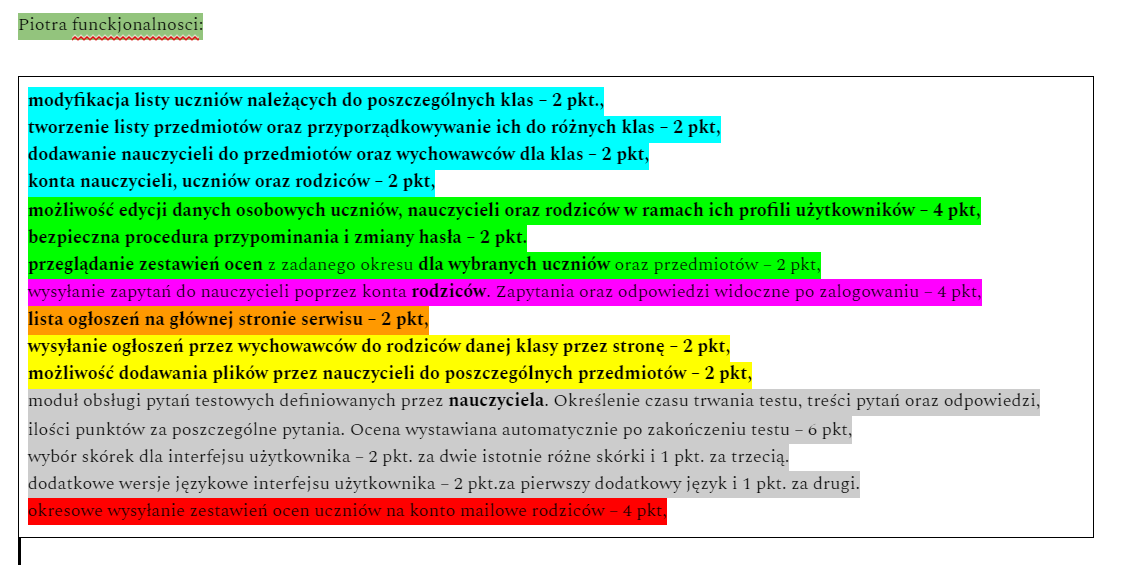 Piotra funckjonalnosci:
modyfikacja listy uczniów należących do poszczególnych klas – 2 pkt.,
tworzenie listy przedmiotów oraz przyporządkowywanie ich do różnych klas – 2 pkt,
dodawanie nauczycieli do przedmiotów oraz wychowawców dla klas – 2 pkt,
konta nauczycieli, uczniów oraz rodziców – 2 pkt,
możliwość edycji danych osobowych uczniów, nauczycieli oraz rodziców w ramach ich profili użytkowników – 4 pkt,
bezpieczna procedura przypominania i zmiany hasła – 2 pkt.
przeglądanie zestawień ocen z zadanego okresu dla wybranych uczniów oraz przedmiotów – 2 pkt,
wysyłanie zapytań do nauczycieli poprzez konta rodziców. Zapytania oraz odpowiedzi widoczne po zalogowaniu – 4 pkt,
lista ogłoszeń na głównej stronie serwisu – 2 pkt,
wysyłanie ogłoszeń przez wychowawców do rodziców danej klasy przez stronę – 2 pkt,
możliwość dodawania plików przez nauczycieli do poszczególnych przedmiotów – 2 pkt,
moduł obsługi pytań testowych definiowanych przez nauczyciela. Określenie czasu trwania testu, treści pytań oraz odpowiedzi,
ilości punktów za poszczególne pytania. Ocena wystawiana automatycznie po zakończeniu testu – 6 pkt,
wybór skórek dla interfejsu użytkownika – 2 pkt. za dwie istotnie różne skórki i 1 pkt. za trzecią.
dodatkowe wersje językowe interfejsu użytkownika – 2 pkt.za pierwszy dodatkowy język i 1 pkt. za drugi.
okresowe wysyłanie zestawień ocen uczniów na konto mailowe rodziców – 4 pkt,